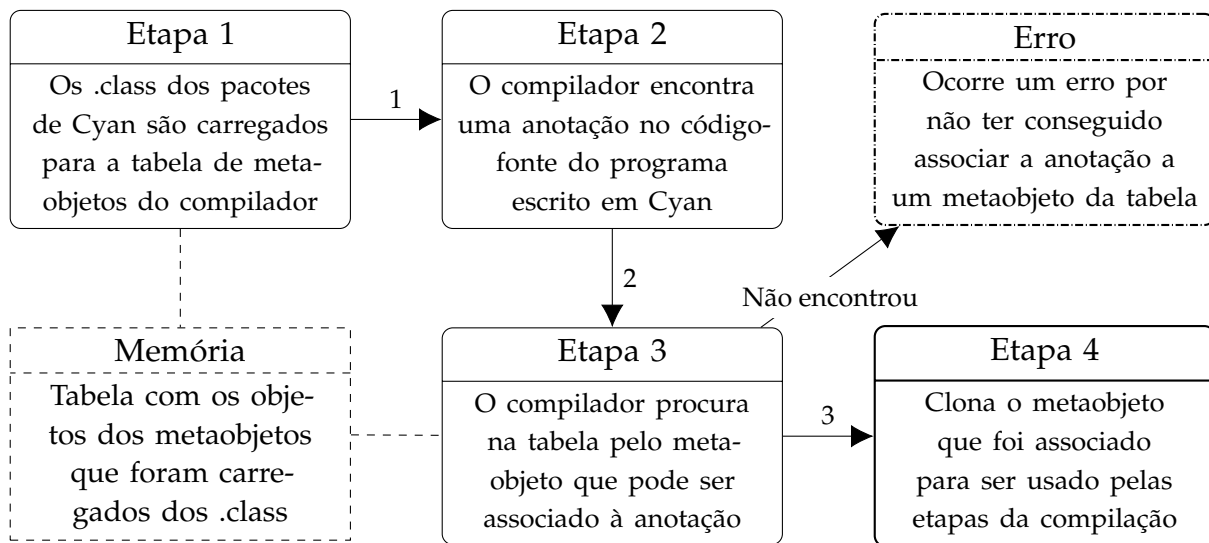 Etapa 1
Os .class dos pacotes
de Cyan são carregados
para a tabela de meta-
objetos do compilador
1
Etapa 2
O compilador encontra
uma anotação no código-
fonte do programa
escrito em Cyan
Erro
Ocorre um erro por
não ter conseguido
associar a anotação a
um metaobjeto da tabela
2
Não encontrou
Memória
Tabela com os obje-
tos dos metaobjetos
que foram carre-
gados dos .class
Etapa 3
O compilador procura
na tabela pelo meta-
objeto que pode ser
associado à anotação
3
Etapa 4
Clona o metaobjeto
que foi associado
para ser usado pelas
etapas da compilação